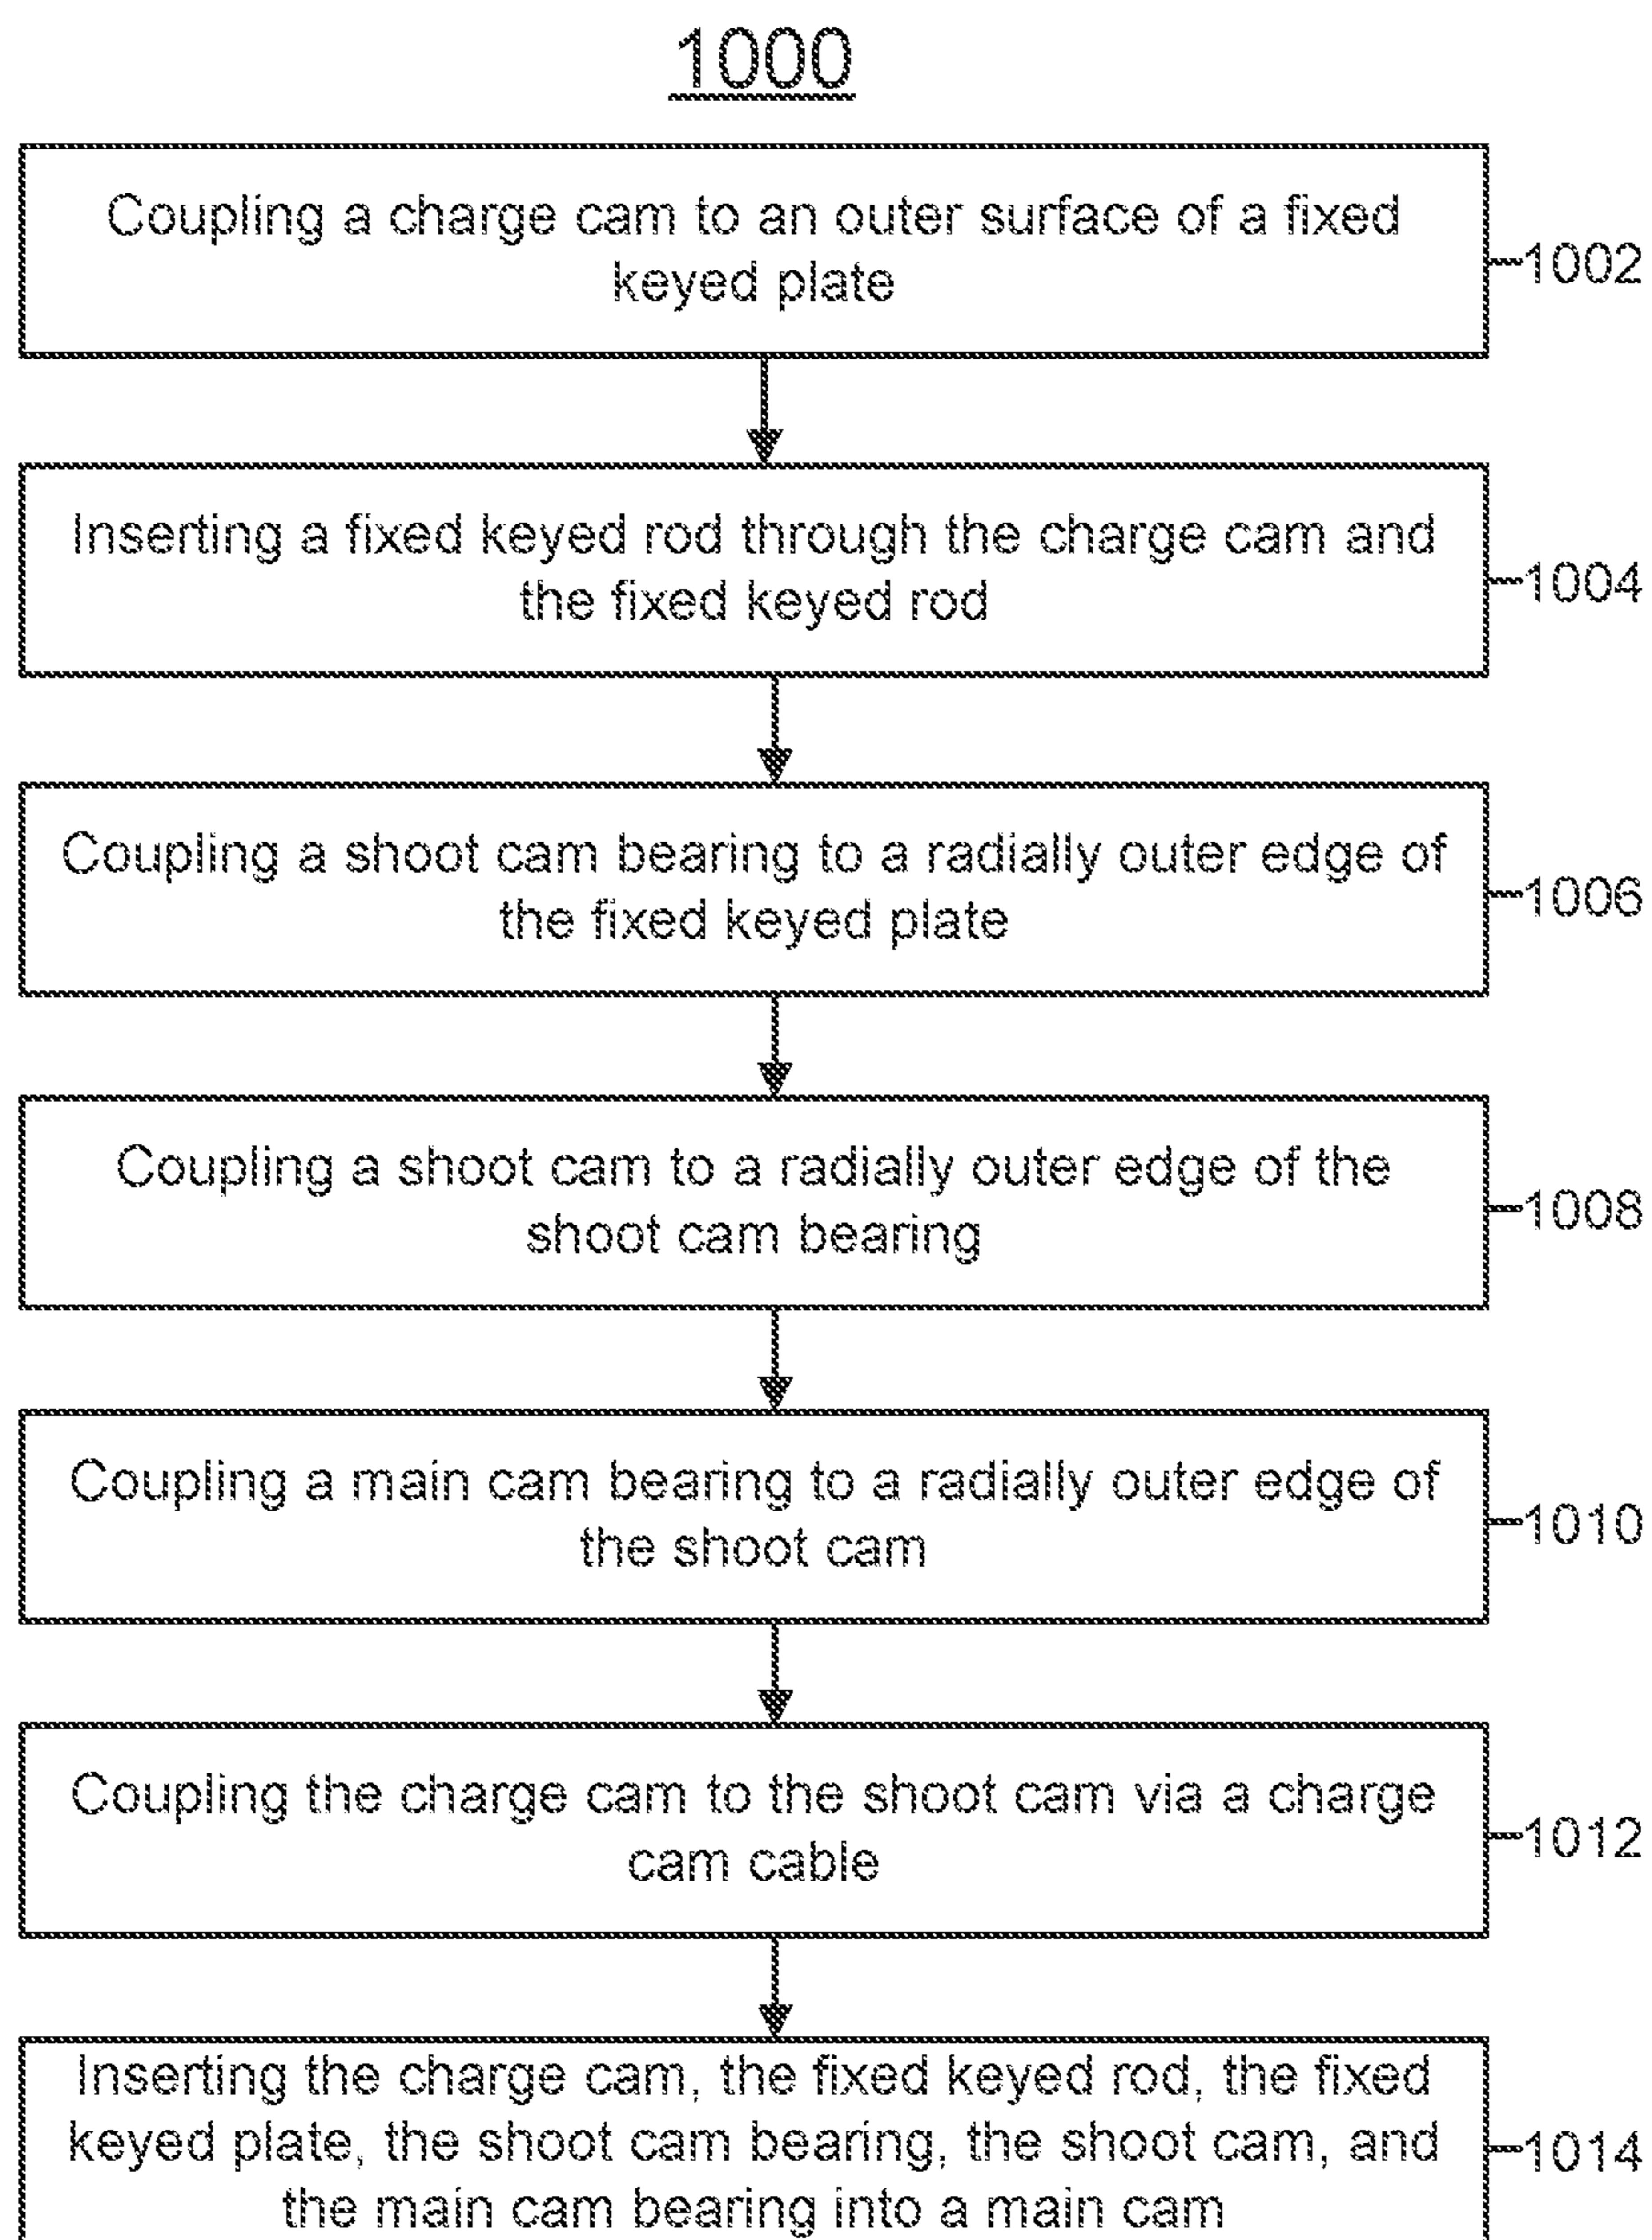 1000
Coupling a charge cam to an outer surface of a fixed
keyed plate
1002
Inserting a fixed keyed rod through the charge cam and
the fixed keyed rod
1004
Coupling a shoot cam bearing to a radially outer edge of
the fixed keyed plate
1006
Coupling a shoot cam to a radially outer edge of the
shoot cam bearing
1008
Coupling a main cam bearing to a radially outer edge of
the shoot cam
1010
Coupling the charge cam to the shoot cam via a charge
cam cable
1012
Inserting the charge cam, the fixed keyed rod, the fixed
keyed plate, the shoot cam bearing, the shoot cam, and
the main cam bearing into a main cam
1014